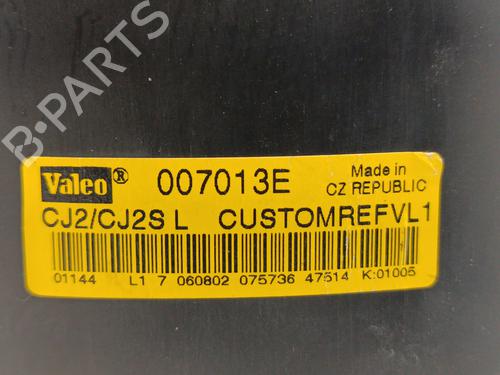 B-PARTS
Valeo® 007013E Made in
CZ REPUBLIC
CJ2/CJ2S L CUSTOMREFVL1
01144 L1 7 060802 075736 47514 K:01005